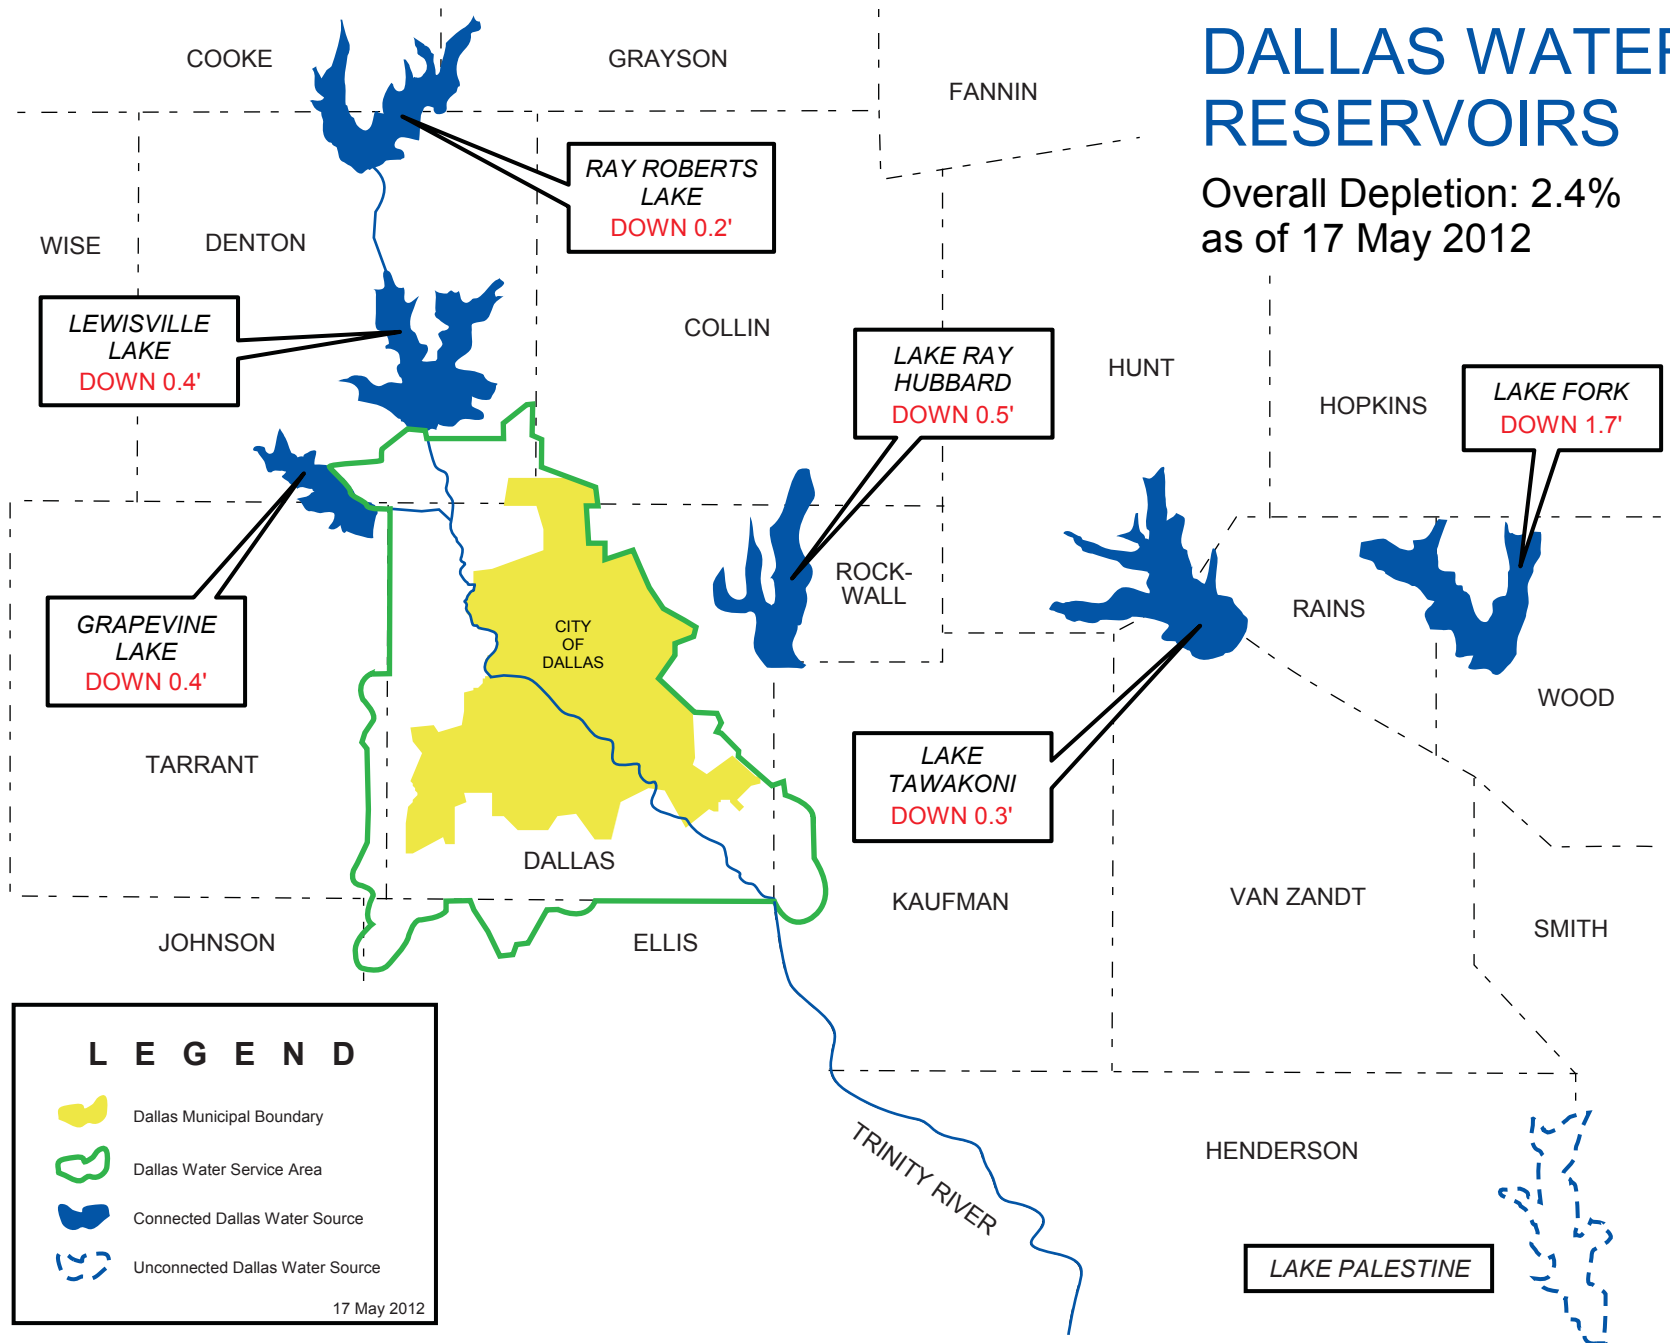 DALLAS WATER
RESERVOIRS
Overall Depletion: 2.4%
as of 17 May 2012
COOKE
GRAYSON
FANNIN
RAY ROBERTS
LAKE
DOWN 0.2'
WISE
DENTON
LEWISVILLE
LAKE
DOWN 0.4'
COLLIN
LAKE RAY
HUBBARD
DOWN 0.5'
HUNT
HOPKINS
LAKE FORK
DOWN 1.7'
GRAPEVINE
LAKE
DOWN 0.4'
CITY
OF
DALLAS
ROCK-
WALL
RAINS
WOOD
TARRANT
LAKE
TAWAKONI
DOWN 0.3'
DALLAS
KAUFMAN
VAN ZANDT
SMITH
JOHNSON
ELLIS
TRINITY RIVER
HENDERSON
LAKE PALESTINE
LEGEND
Dallas Municipal Boundary
Dallas Water Service Area
Connected Dallas Water Source
Unconnected Dallas Water Source
17 May 2012